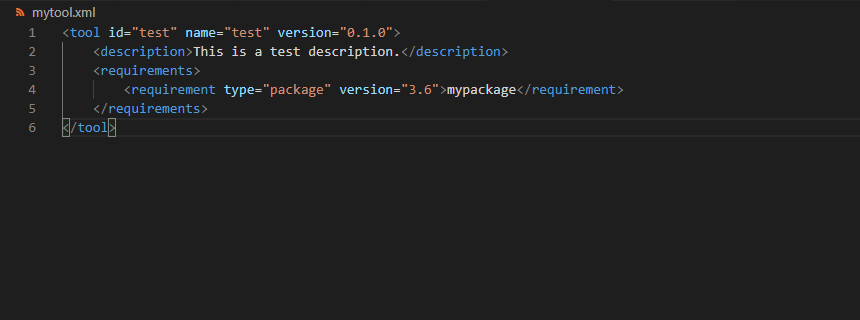 mytool.xml
1 <tool id="test" name="test" version="0.1.0">
2     <description>This is a test description.</description>
3     <requirements>
4         <requirement type="package" version="3.6">mypackage</requirement>
5     </requirements>
6 </tool>